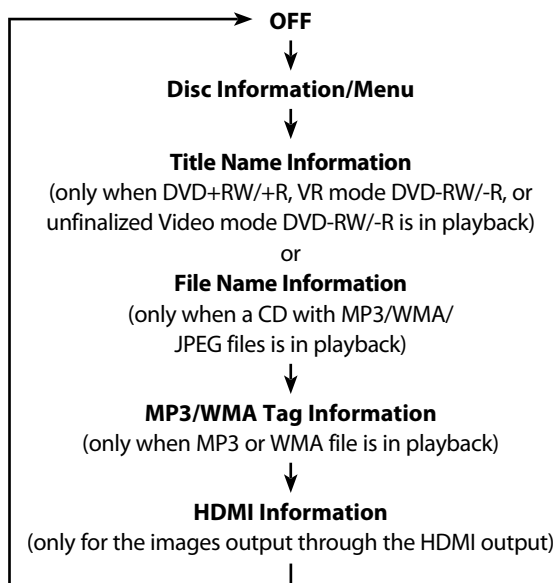 OFF
Disc Information/Menu
Title Name Information
(only when DVD+RW/+R, VR mode DVD-RW/-R, or
unfinalized Video mode DVD-RW/-R is in playback)
or
File Name Information
(only when a CD with MP3/WMA/
JPEG files is in playback)
MP3/WMA Tag Information
(only when MP3 or WMA file is in playback)
HDMI Information
(only for the images output through the HDMI output)